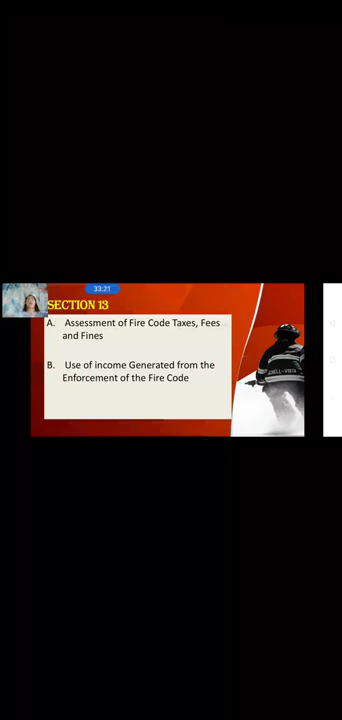 33:21
SECTION 13
A. Assessment of Fire Code Taxes, Fees
and Fines
B. Use of income Generated from the
Enforcement of the Fire Code